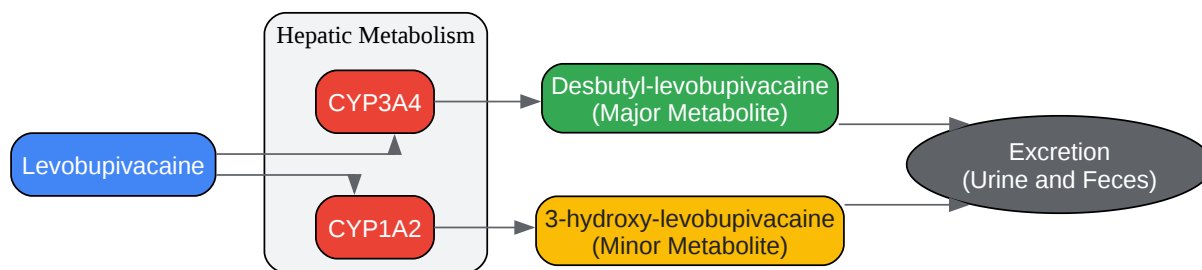 Hepatic Metabolism
Levobupivacaine
CYP3A4
Desbutyl-levobupivacaine
(Major Metabolite)
CYP1A2
3-hydroxy-levobupivacaine
(Minor Metabolite)
Excretion
(Urine and Feces)